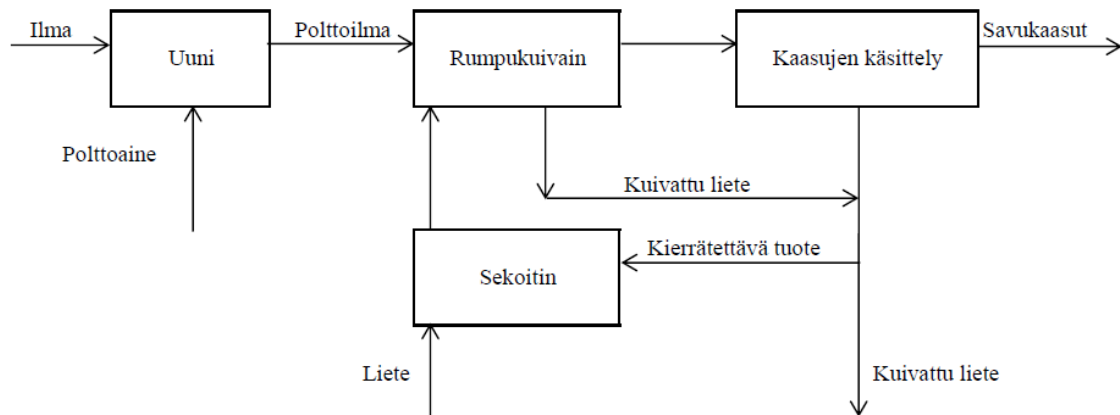 Ilma
Uuni
Polttoilma
Rumpukuivain
Kaasujen käsittely
Savukaasut
Polttoaine
Kuivattu liete
Kierrätettävä tuote
Sekoitin
Liete
Kuivattu liete